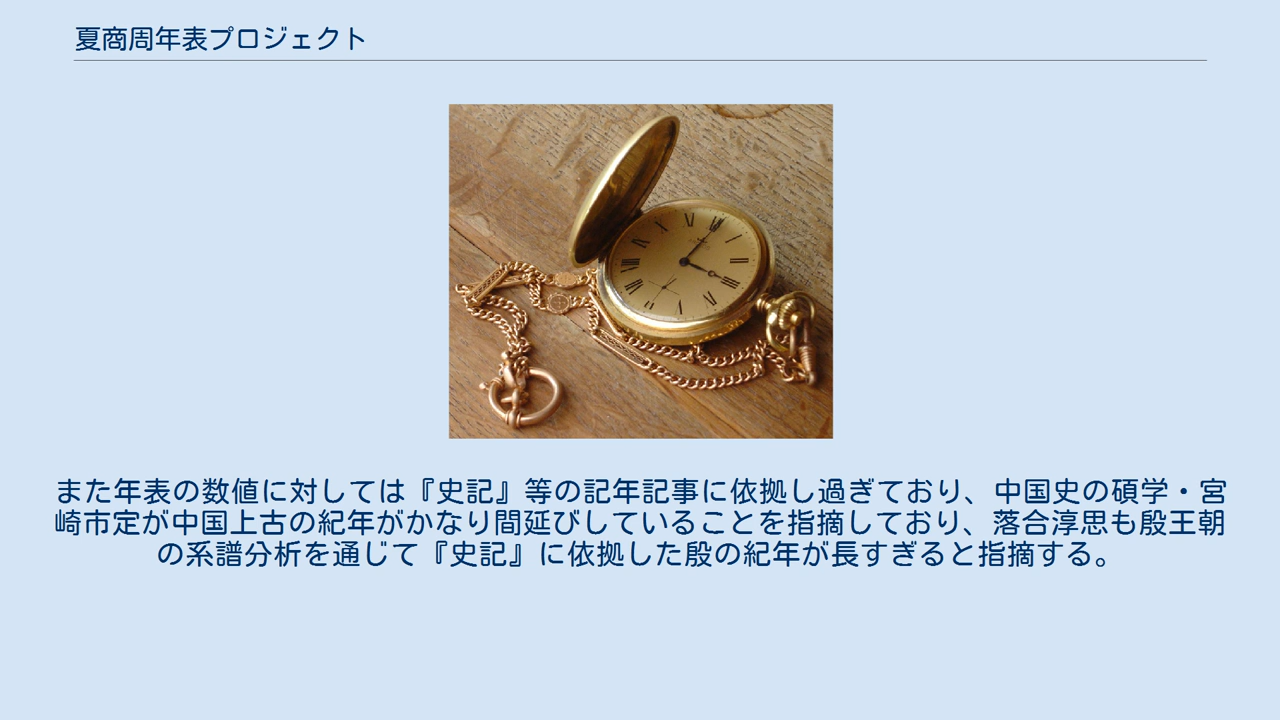 夏商周年表プロジェクト
また年表の数値に対しては『史記』等の記年記事に依拠し過ぎており、中国史の碩学・宮
崎市定が中国上古の紀年がかなり間延びしていることを指摘しており、落合淳思も殷王朝
の系譜分析を通じて『史記』に依拠した殷の紀年が長すぎると指摘する。